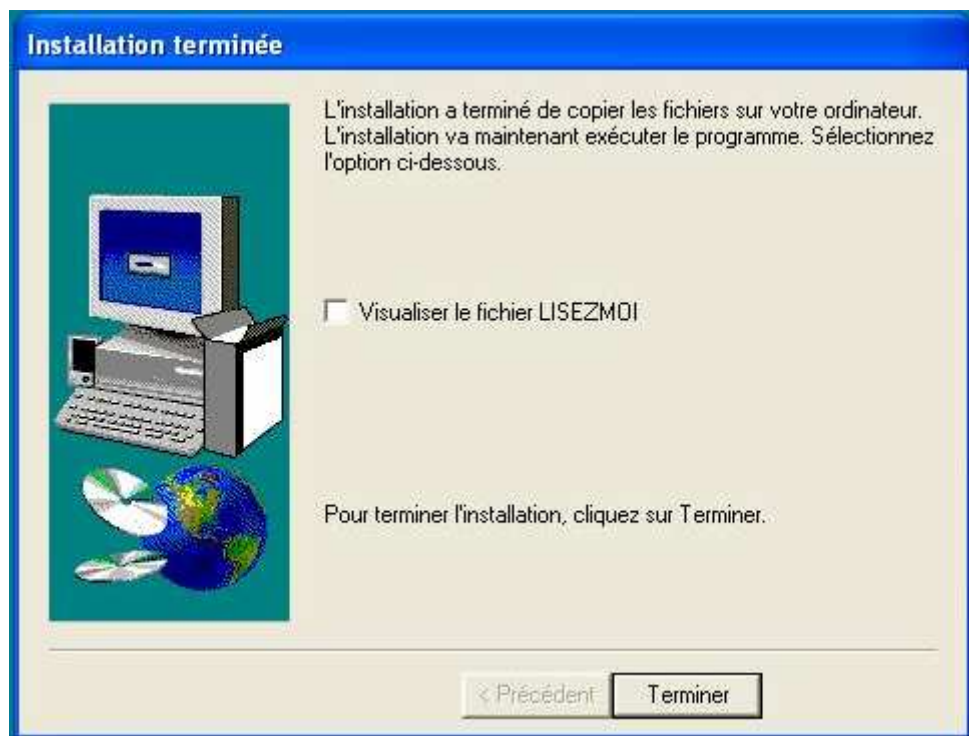 Installation terminée
L'installation a terminé de copier les fichiers sur votre ordinateur.
L'installation va maintenant exécuter le programme. Sélectionnez
l'option ci-dessous.
Visualiser le fichier LISEZMOI
Pour terminer l'installation, cliquez sur Terminer.
< Précédent Terminer